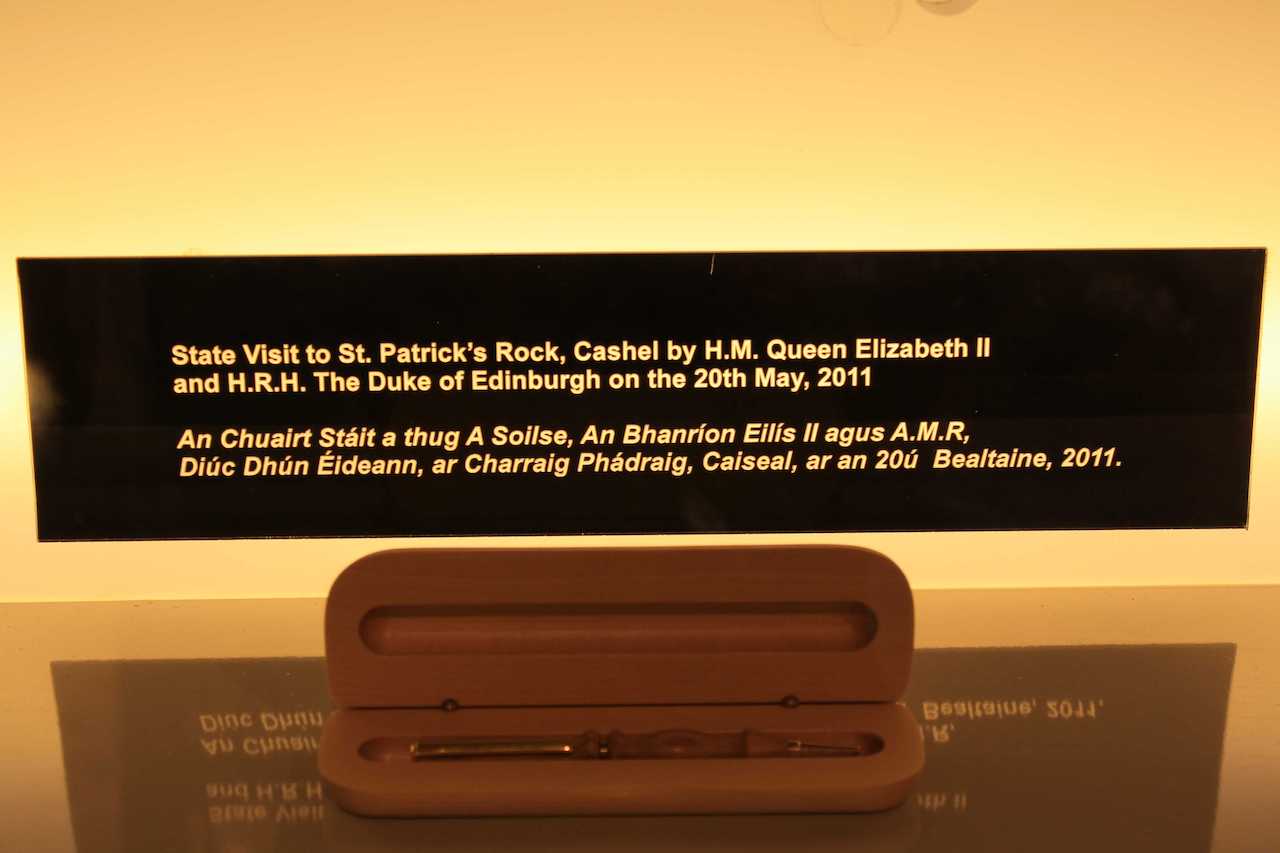 State Visit to St. Patrick’s Rock, Cashel by H.M. Queen Elizabeth II
and H.R.H. The Duke of Edinburgh on the 20th May, 2011
An Chuairt Stáit a thug A Soilse, An Bhanríon Eilís II agus A.M.R,
Diúc Dhún Éideann, ar Charraig Phádraig, Caiseal, ar an 20ú Bealtaine, 2011.